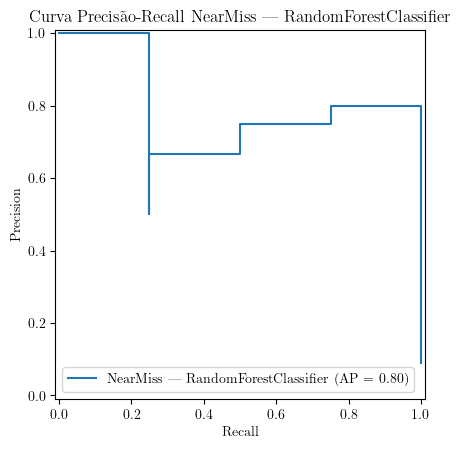 Curva Precisão-Recall NearMiss — RandomForestClassifier
1.0
0.8
0.6
0.4
0.2
0.0
Precision
NearMiss — RandomForestClassifier (AP = 0.80)
0.0 0.2 0.4 0.6 0.8 1.0
Recall